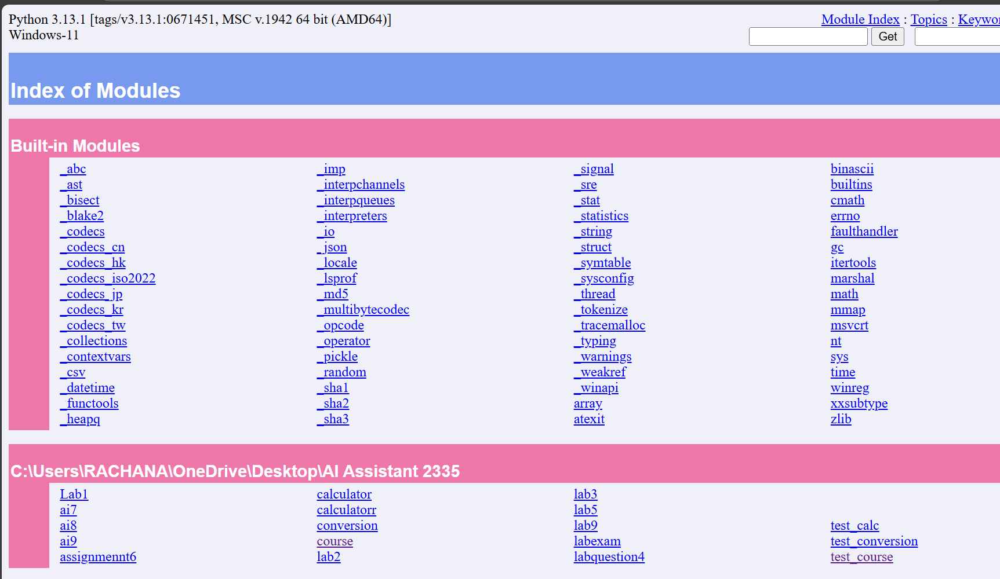 Python 3.13.1 [tags/v3.13.1:0671451, MSC v.1942 64 bit (AMD64)]
Windows-11
Module Index : Topics : Keywor
Get
Index of Modules
Built-in Modules
_abc
_ast
_bisect
_blake2
_codecs
_codecs_cn
_codecs_hk
_codecs_iso2022
_codecs_jp
_codecs_kr
_codecs_tw
_collections
_contextvars
_csv
_datetime
_functools
_heapq
_imp
_interpchannels
_interpqueues
_interpreters
_io
_json
_locale
_lsprof
_md5
_multibytecodec
_opcode
_operator
_pickle
_random
_sha1
_sha2
_sha3
_signal
_sre
_stat
_statistics
_string
_struct
_symtable
_sysconfig
_thread
_tokenize
_tracemalloc
_typing
_warnings
_weakref
_winapi
array
atexit
binascii
builtins
cmath
errno
faulthandler
gc
itertools
marshal
math
mmap
msvcrt
nt
sys
time
winreg
xxsubtype
zlib
C:\Users\RACHANA\OneDrive\Desktop\AI Assistant 2335
Lab1
ai7
ai8
ai9
assignmennt6
calculator
calculatorr
conversion
course
lab2
lab3
lab5
lab9
labexam
labquestion4
test_calc
test_conversion
test_course